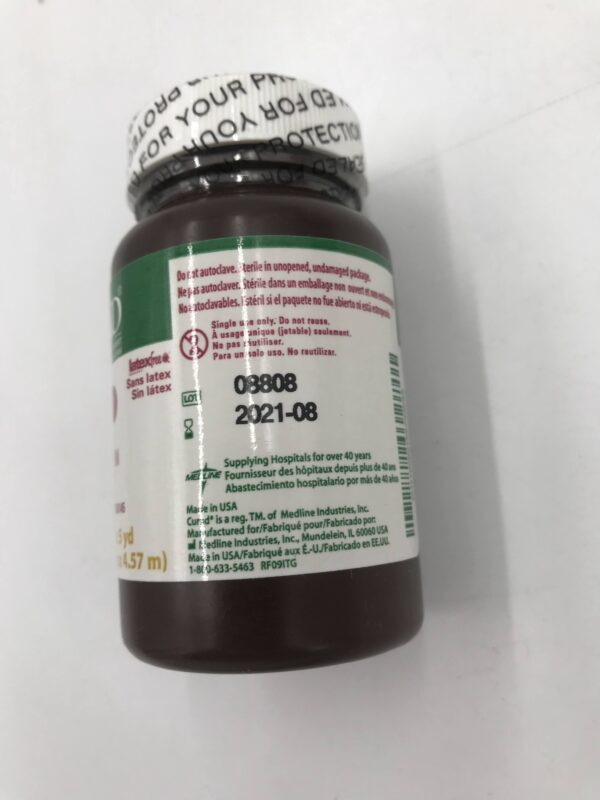 FOR YOUR
FOR YOUR
PROTECTION
Do not autoclave. Sterile in unopened, undamaged package.
Ne pas autoclaver. Stérile dans un emballage non ouvert et non
No autoclavables. Estéril si el paquete no fue abierto ni está
Single use only. Do not reuse.
À usage unique (jetable) seulement.
Ne pas réutiliser.
Para un solo uso. No reutilizar.
latexfree
Sans latex
Sin látex
LOT
08808
2021-08
MEDLINE
Supplying Hospitals for over 40 years
Fournisseur des hôpitaux depuis plus de 40 ans
Abastecimiento hospitalario por más de 40 años
Made in USA
Curad® is a reg. TM. of Medline Industries, Inc.
Manufactured for/Fabriqué pour/Fabricado por:
Medline Industries, Inc., Mundelein, IL 60060 USA
Made in USA/Fabriqué aux É.-U./Fabricado en EE.UU.
1-800-633-5463 RF09ITG
5 yd
4.57 m)